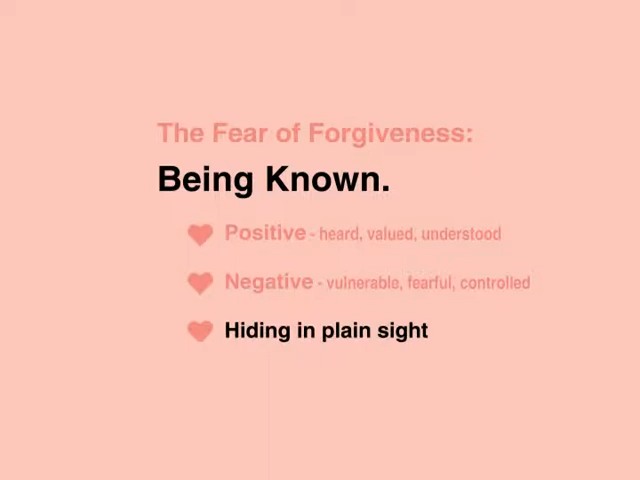 The Fear of Forgiveness:
Being Known.
Positive - heard, valued, understood
Negative - vulnerable, fearful, controlled
Hiding in plain sight